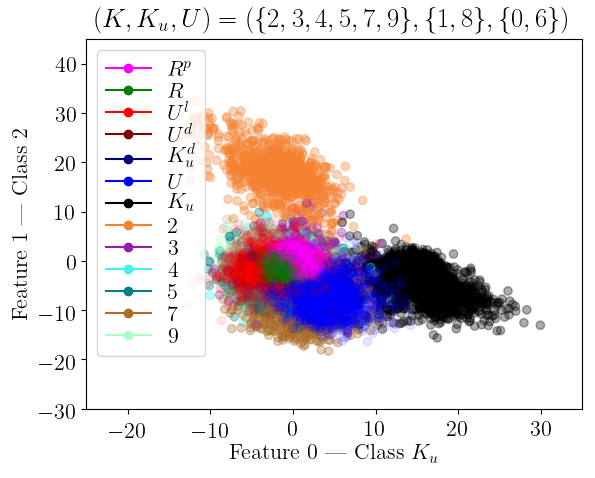 (K, K_u, U) = ({2, 3, 4, 5, 7, 9}, {1, 8}, {0, 6})
R^p
R
U^l
U^d
K_u^d
U
K_u
2
3
4
5
7
9
40
30
20
10
0
−10
−20
−30
Feature 1 — Class 2
−20 −10 0 10 20 30
Feature 0 — Class K_u